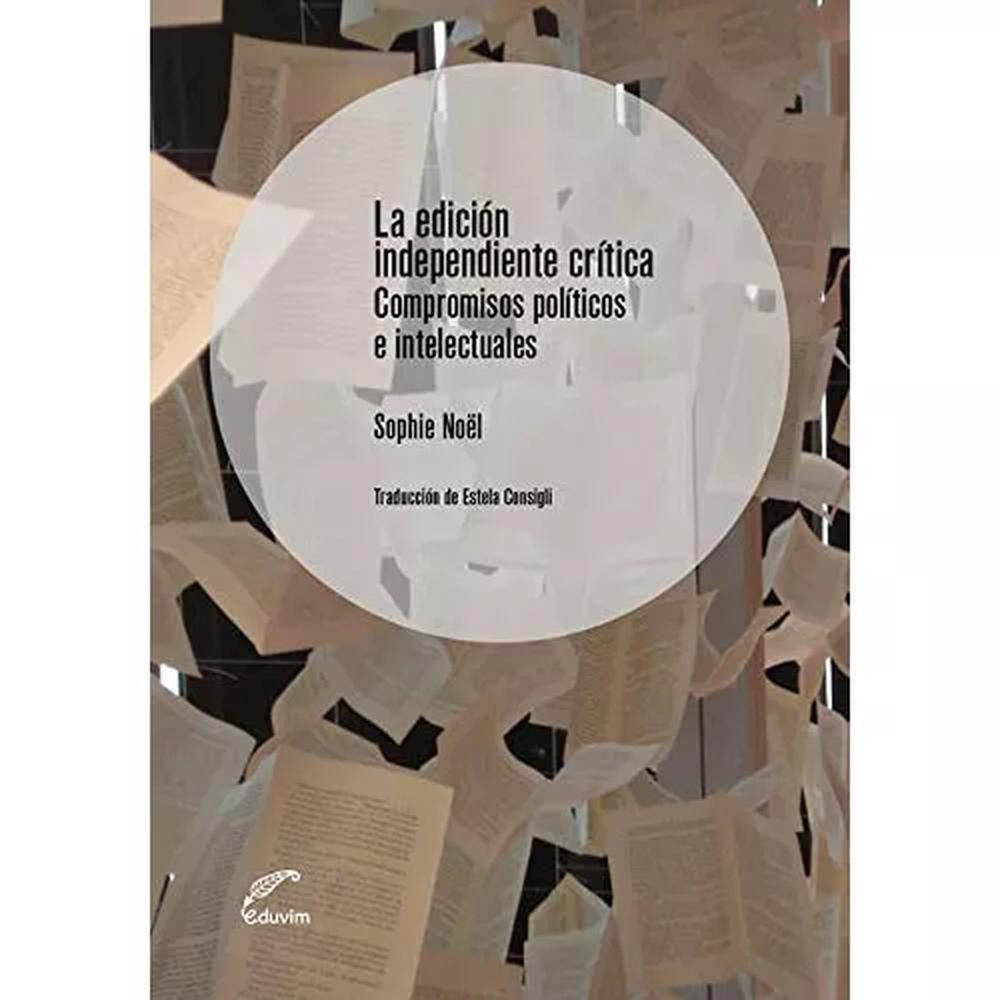 La edición
independiente crítica
Compromisos políticos
e intelectuales
Sophie Noël
Traducción de Estela Consigli
eduvim